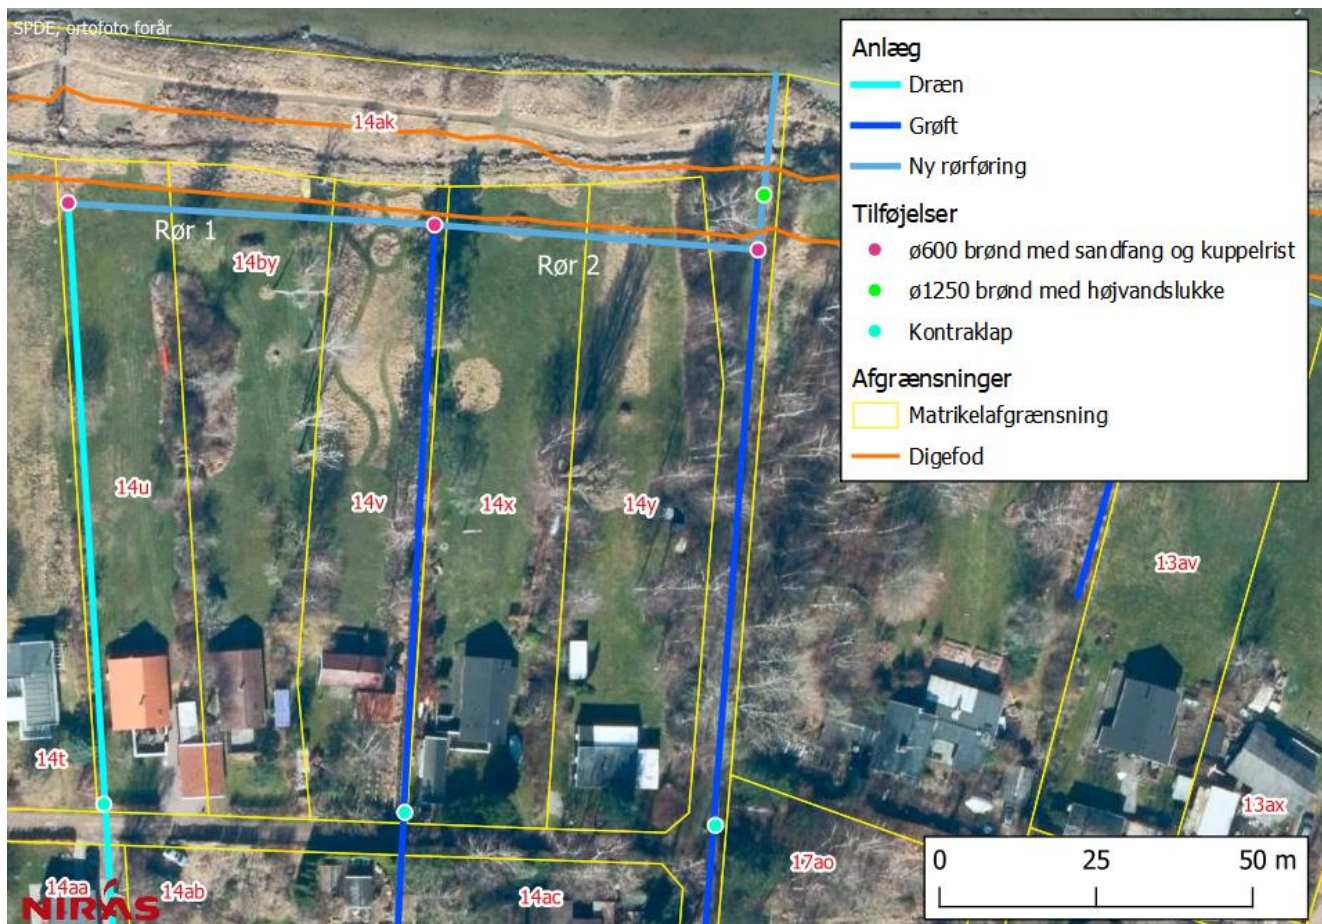 SPDE, ortofoto forår
14ak
Rør 1
14by
Rør 2
14u
14v
14x
14y
13av
14t
13ax
17ao
14aa
14ab
14ac
NIRAS
Anlæg
Dræn
Grøft
Ny rørføring
Tilføjelser
ø600 brønd med sandfang og kuppelrist
ø1250 brønd med højvandslukke
Kontraklap
Afgrænsninger
Matrikelafgrænsning
Digefod
0 25 50 m